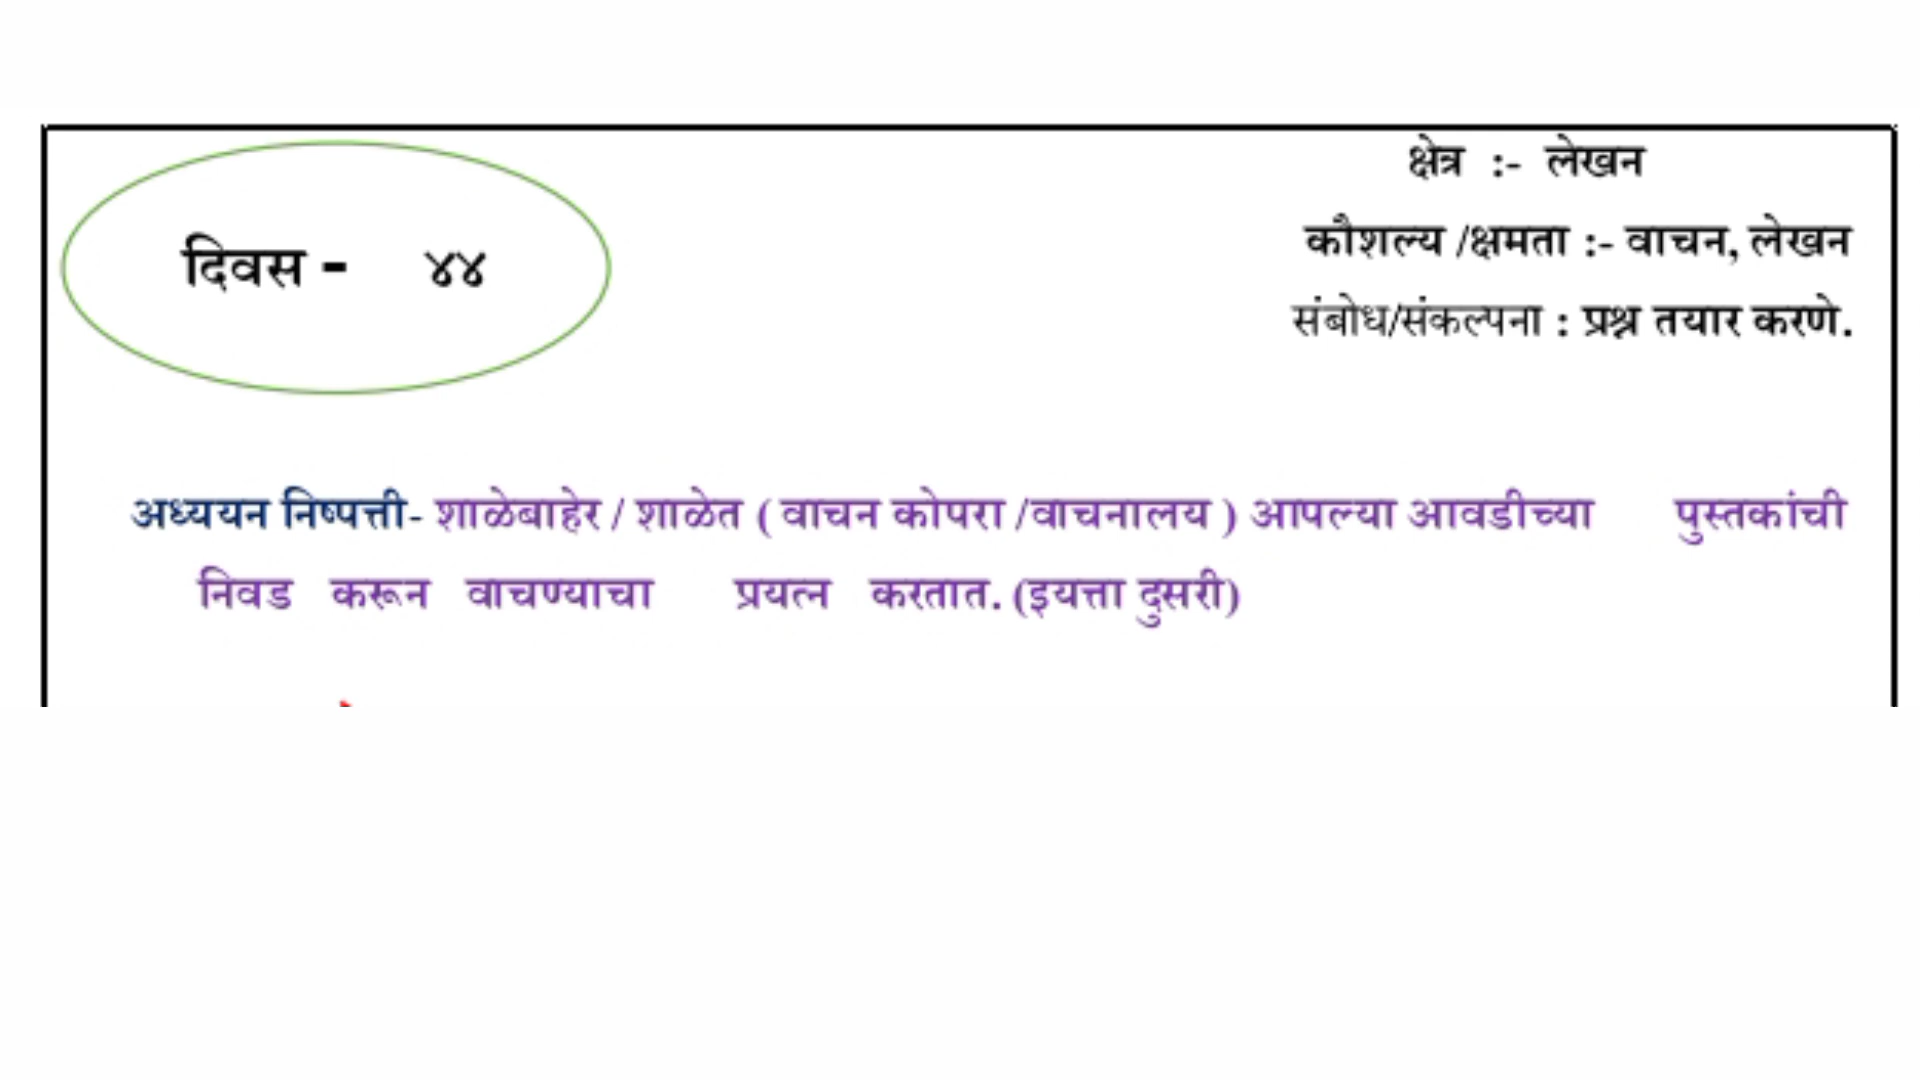 क्षेत्र :- लेखन
दिवस - ४४
कौशल्य /क्षमता :- वाचन, लेखन
संबोध/संकल्पना : प्रश्न तयार करणे.
अध्ययन निष्पत्ती- शाळेबाहेर / शाळेत ( वाचन कोपरा /वाचनालय ) आपल्या आवडीच्या पुस्तकांची
निवड करून वाचण्याचा प्रयत्न करतात. (इयत्ता दुसरी)